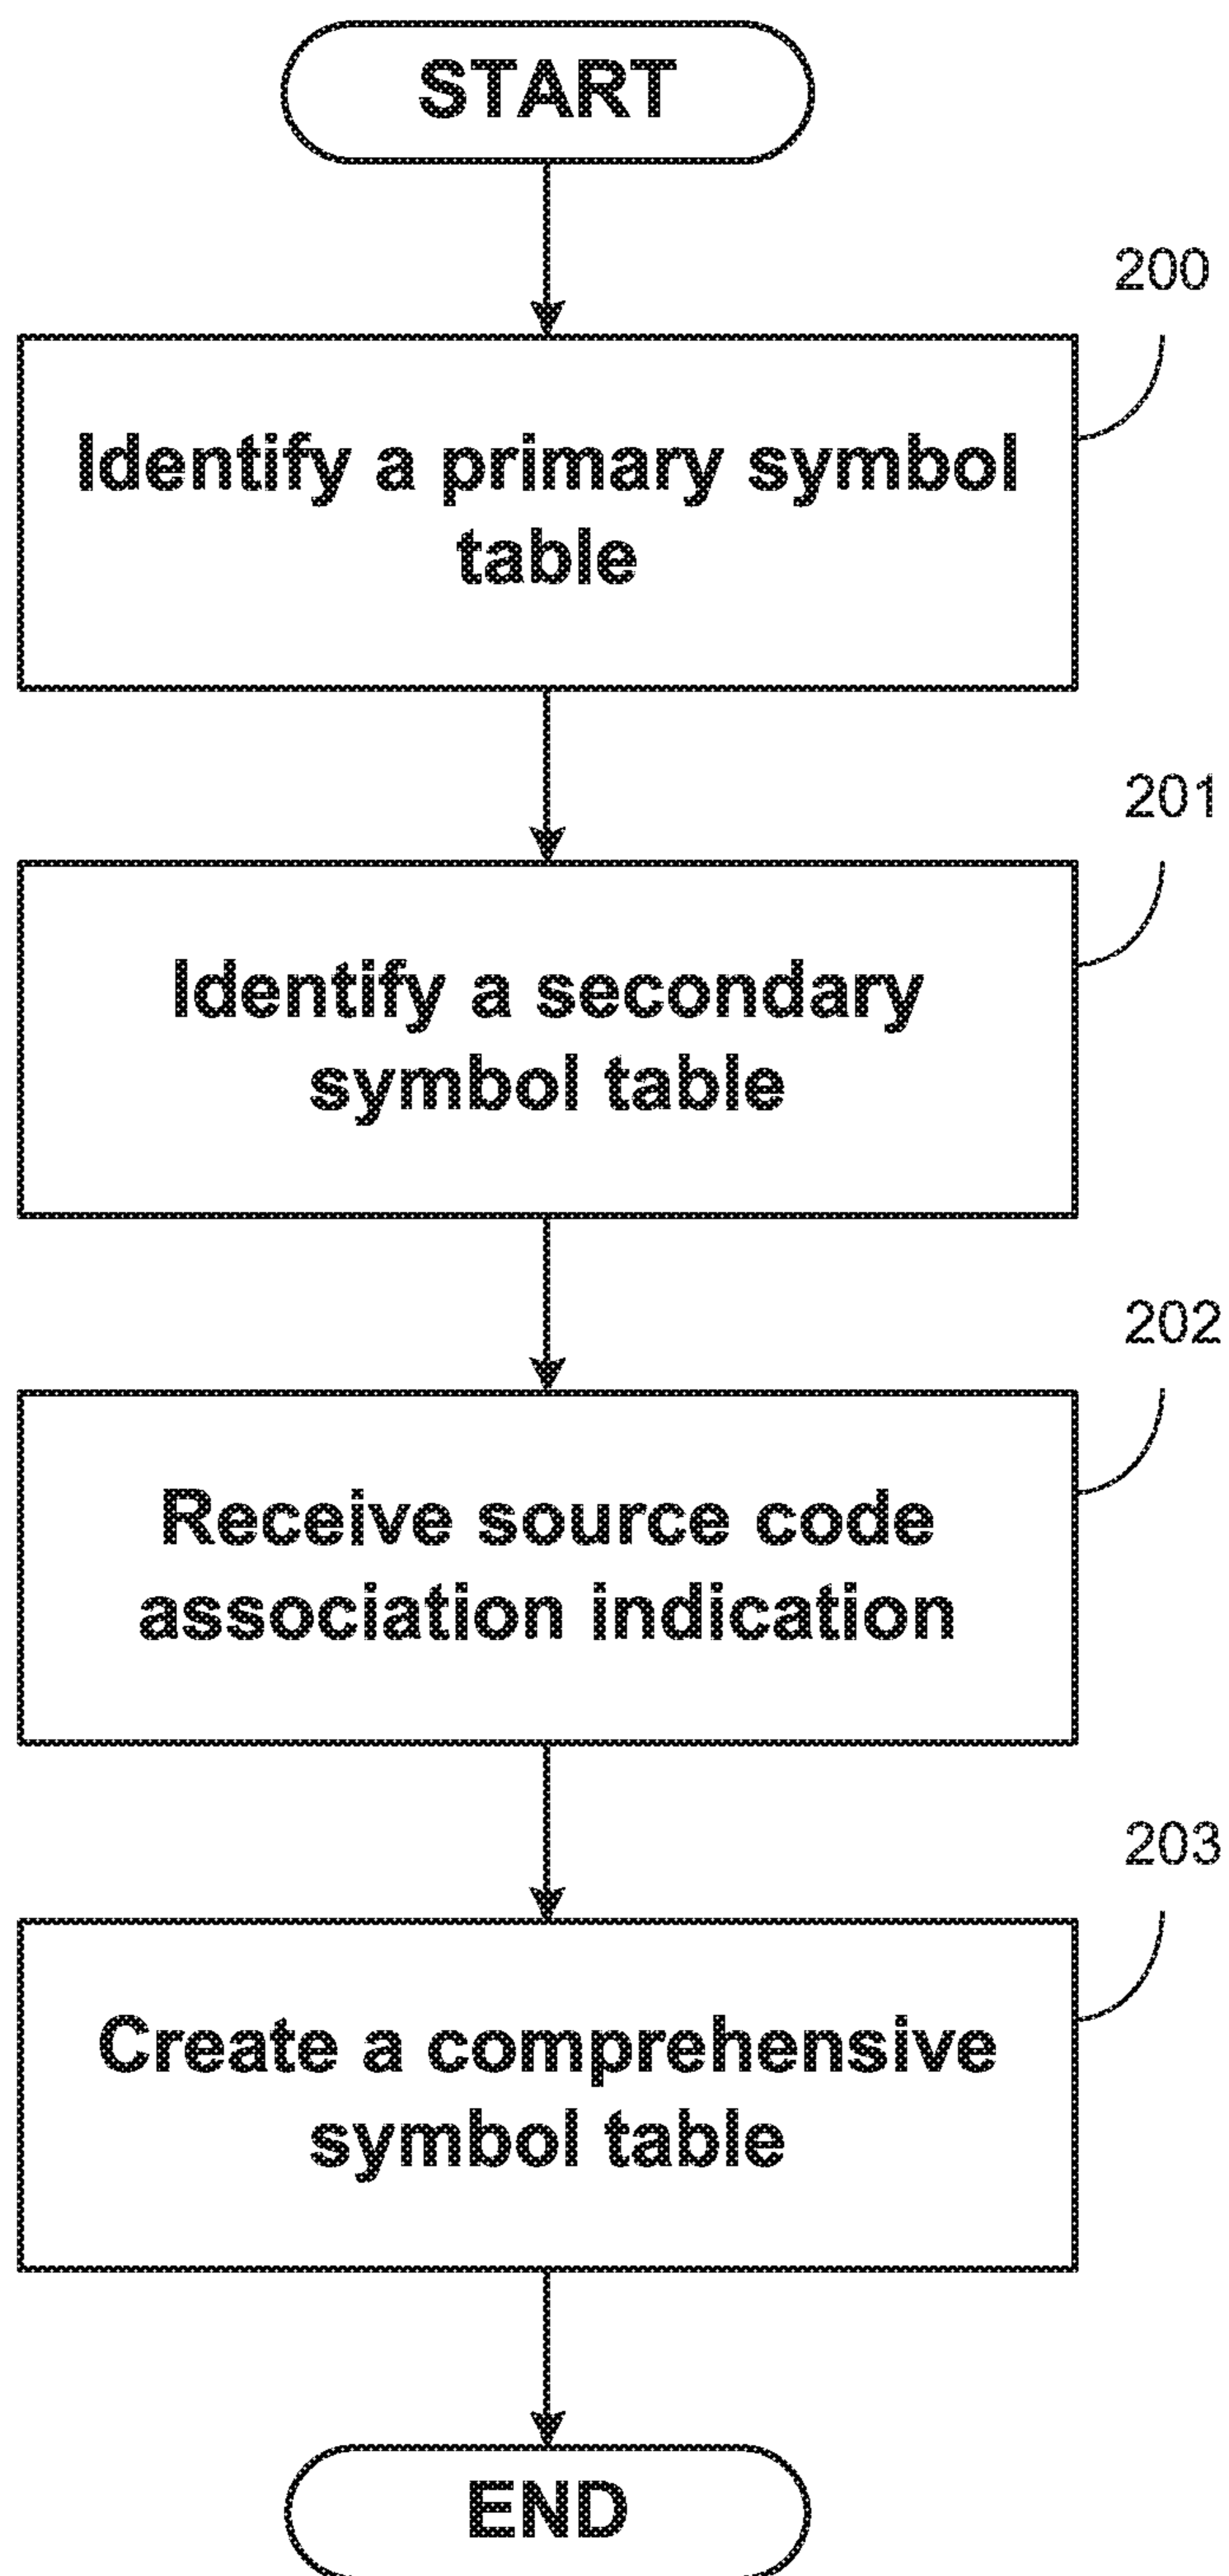 START
200
Identify a primary symbol
table
201
Identify a secondary
symbol table
202
Receive source code
association indication
203
Create a comprehensive
symbol table
END